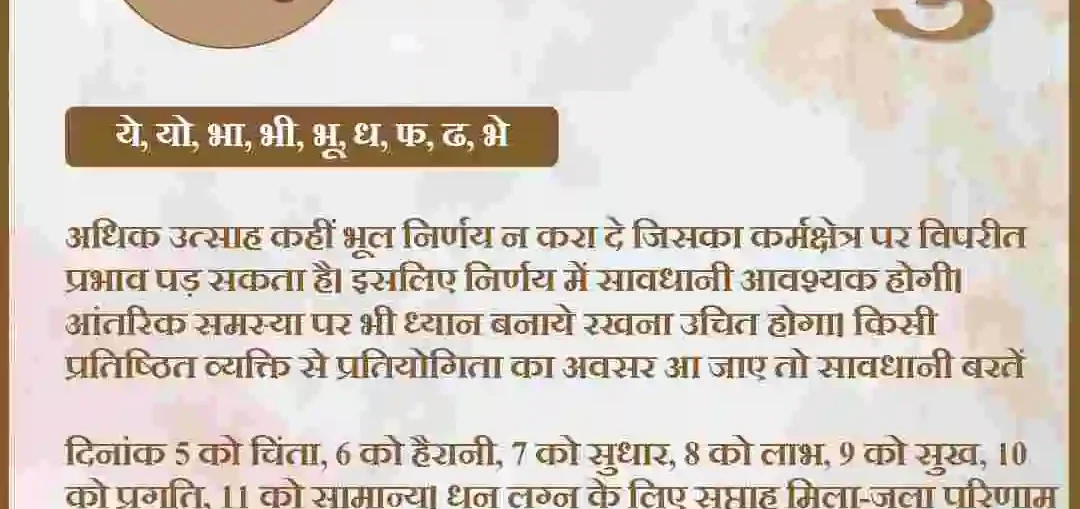 ये, यो, भा, भी, भू, ध, फ, ढ, भे
अधिक उत्साह कहीं भूल निर्णय न करा दे जिसका कर्मक्षेत्र पर विपरीत
प्रभाव पड़ सकता है। इसलिए निर्णय में सावधानी आवश्यक होगी।
आंतरिक समस्या पर भी ध्यान बनाये रखना उचित होगा। किसी
प्रतिष्ठित व्यक्ति से प्रतियोगिता का अवसर आ जाए तो सावधानी बरतें
दिनांक 5 को चिंता, 6 को हैरानी, 7 को सुधार, 8 को लाभ, 9 को सुख, 10
को प्रगति, 11 को सामान्य। धनु लग्न के लिए सप्ताह मिला-जुला परिणाम